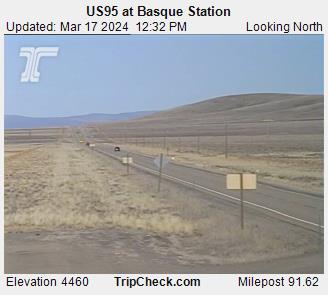 US95 at Basque Station
Updated: Mar 17 2024 12:32 PM Looking North
Elevation 4460 TripCheck.com Milepost 91.62